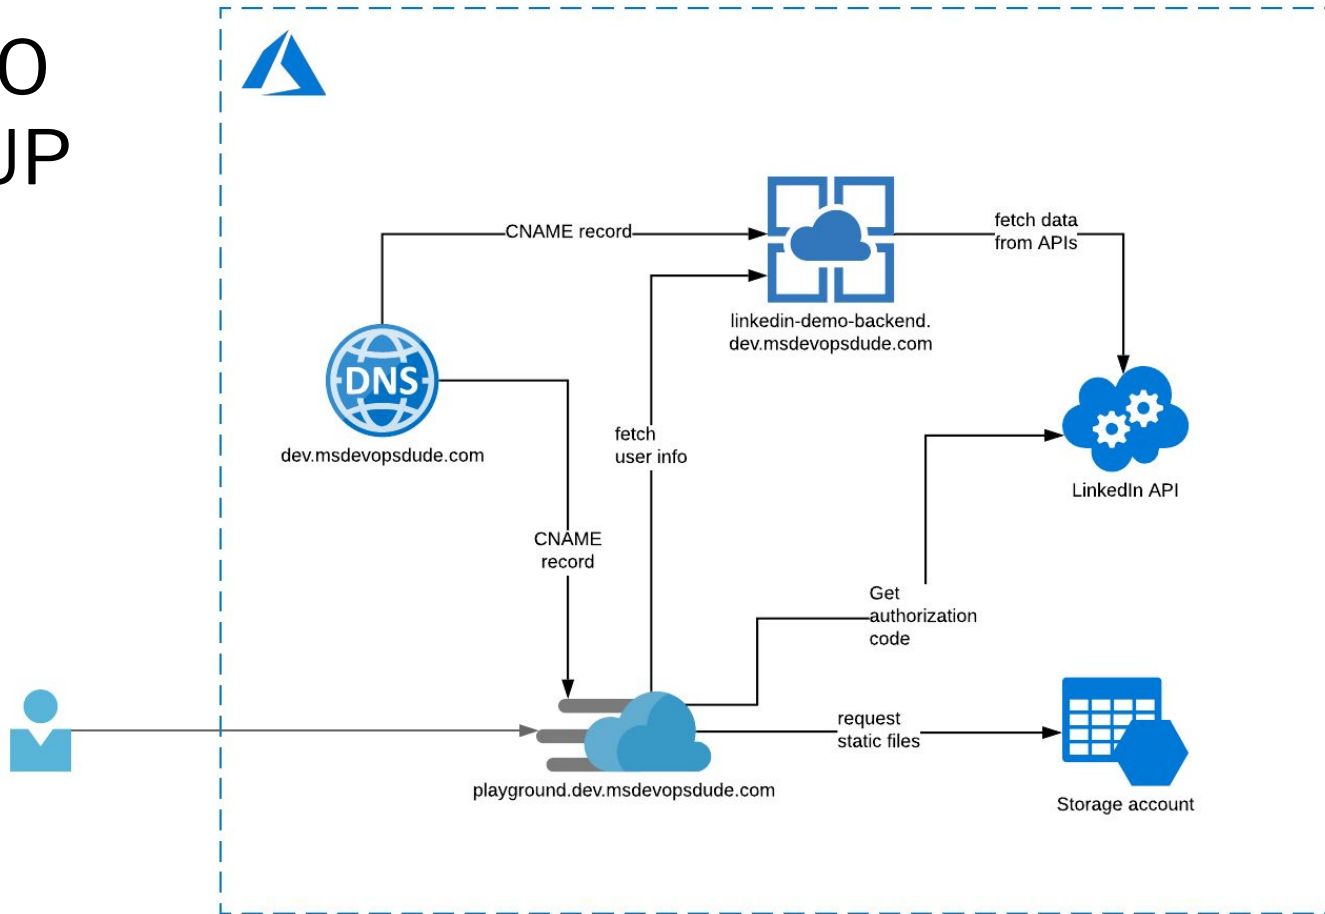 O
UP
CNAME record
fetch data
from APIs
linkedin-demo-backend.
dev.msdevopsdude.com
DNS
dev.msdevopsdude.com
fetch
user info
LinkedIn API
CNAME
record
Get
authorization
code
request
static files
playground.dev.msdevopsdude.com
Storage account